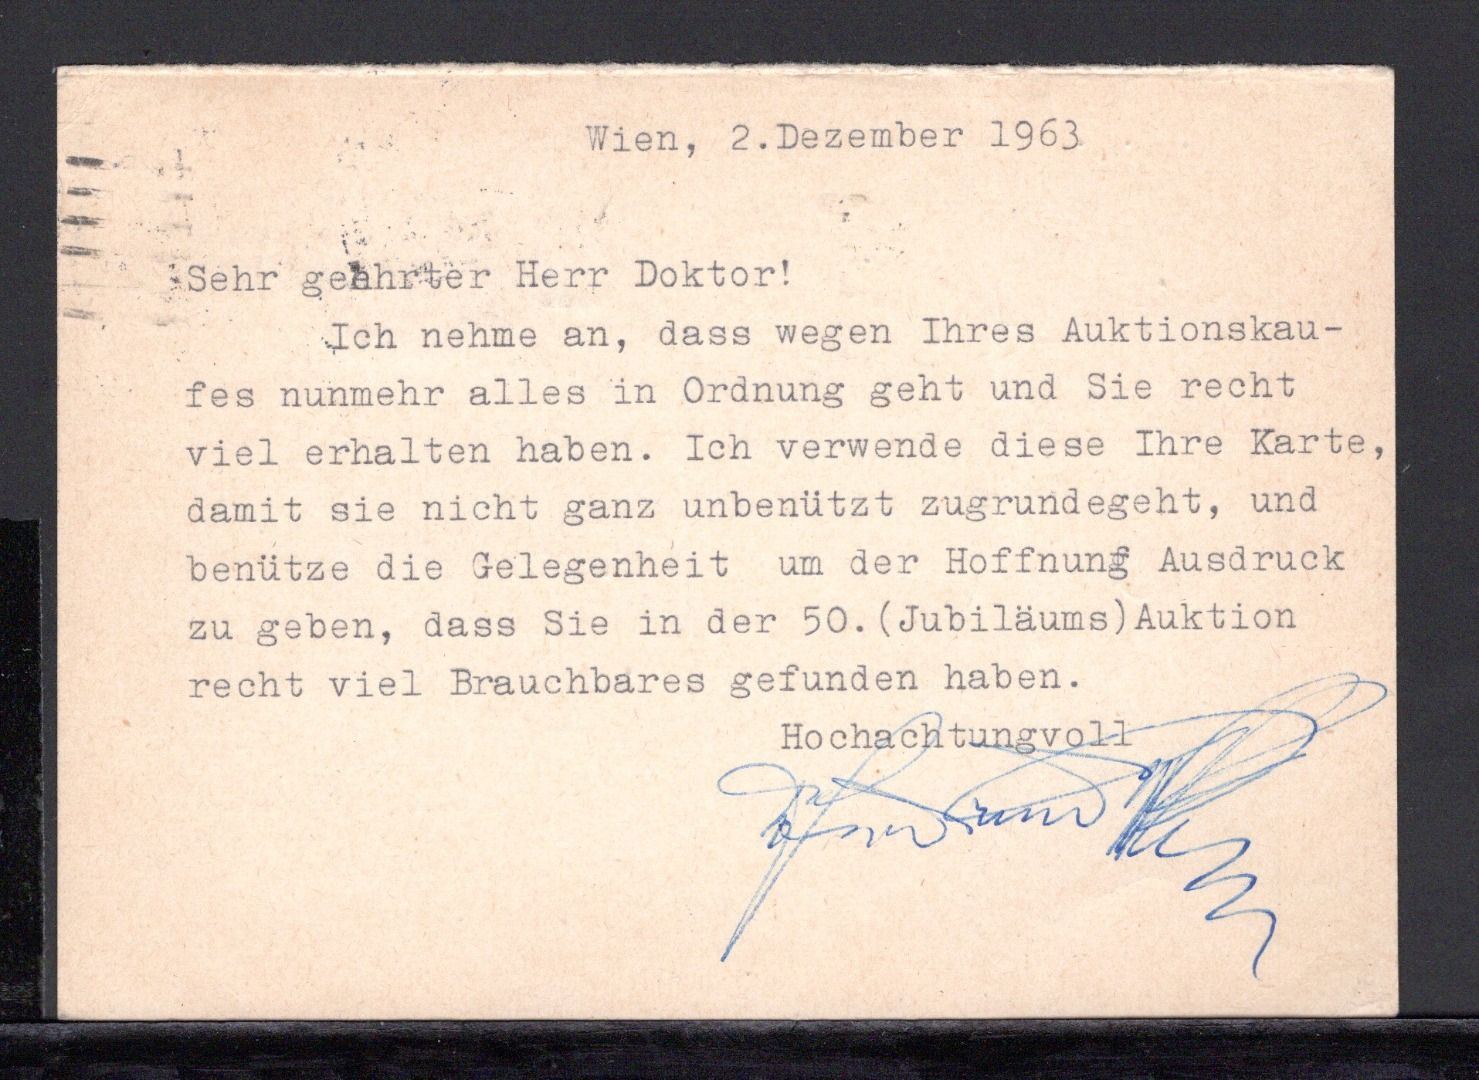 Wien, 2.Dezember 1963
Sehr geehrter Herr Doktor!
Ich nehme an, dass wegen Ihres Auktionskau-
fes nunmehr alles in Ordnung geht und Sie recht
viel erhalten haben. Ich verwende diese Ihre Karte,
damit sie nicht ganz unbenützt zugrundegeht, und
benütze die Gelegenheit um der Hoffnung Ausdruck
zu geben, dass Sie in der 50.(Jubiläums)Auktion
recht viel Brauchbares gefunden haben.
Hochachtungvoll